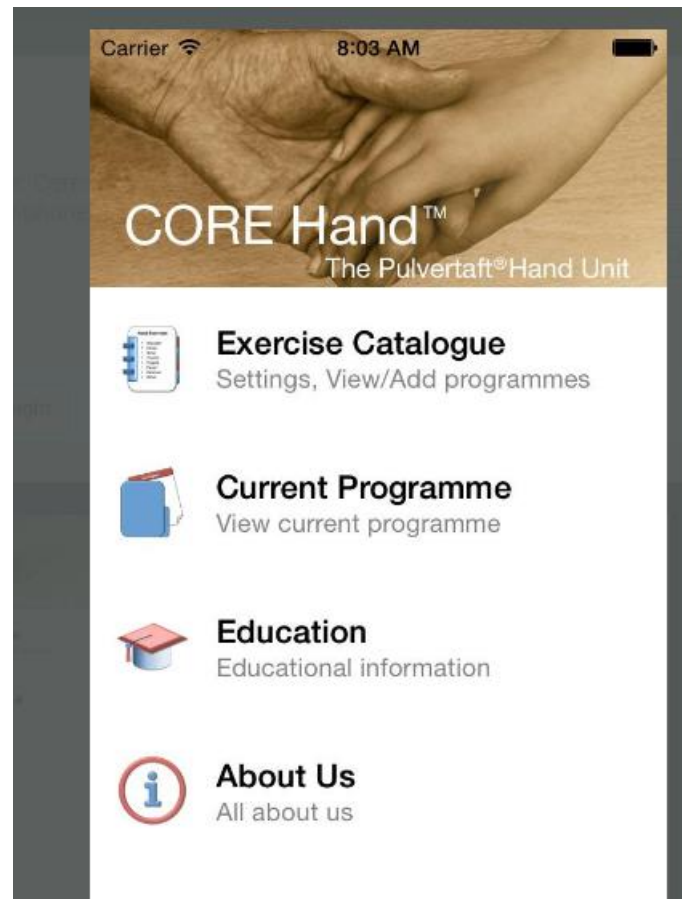 Carrier 8:03 AM
CORE Hand™
The Pulvertaft® Hand Unit
Exercise Catalogue
Settings, View/Add programmes
Current Programme
View current programme
Education
Educational information
About Us
All about us